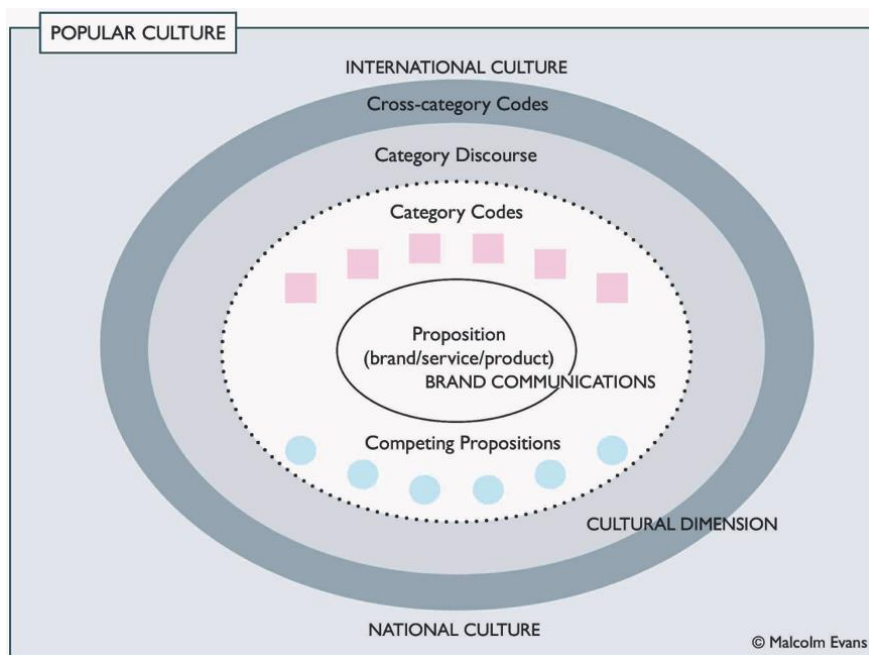 POPULAR CULTURE
INTERNATIONAL CULTURE
Cross-category Codes
Category Discourse
Category Codes
Proposition
(brand/service/product)
BRAND COMMUNICATIONS
Competing Propositions
CULTURAL DIMENSION
NATIONAL CULTURE
© Malcolm Evans